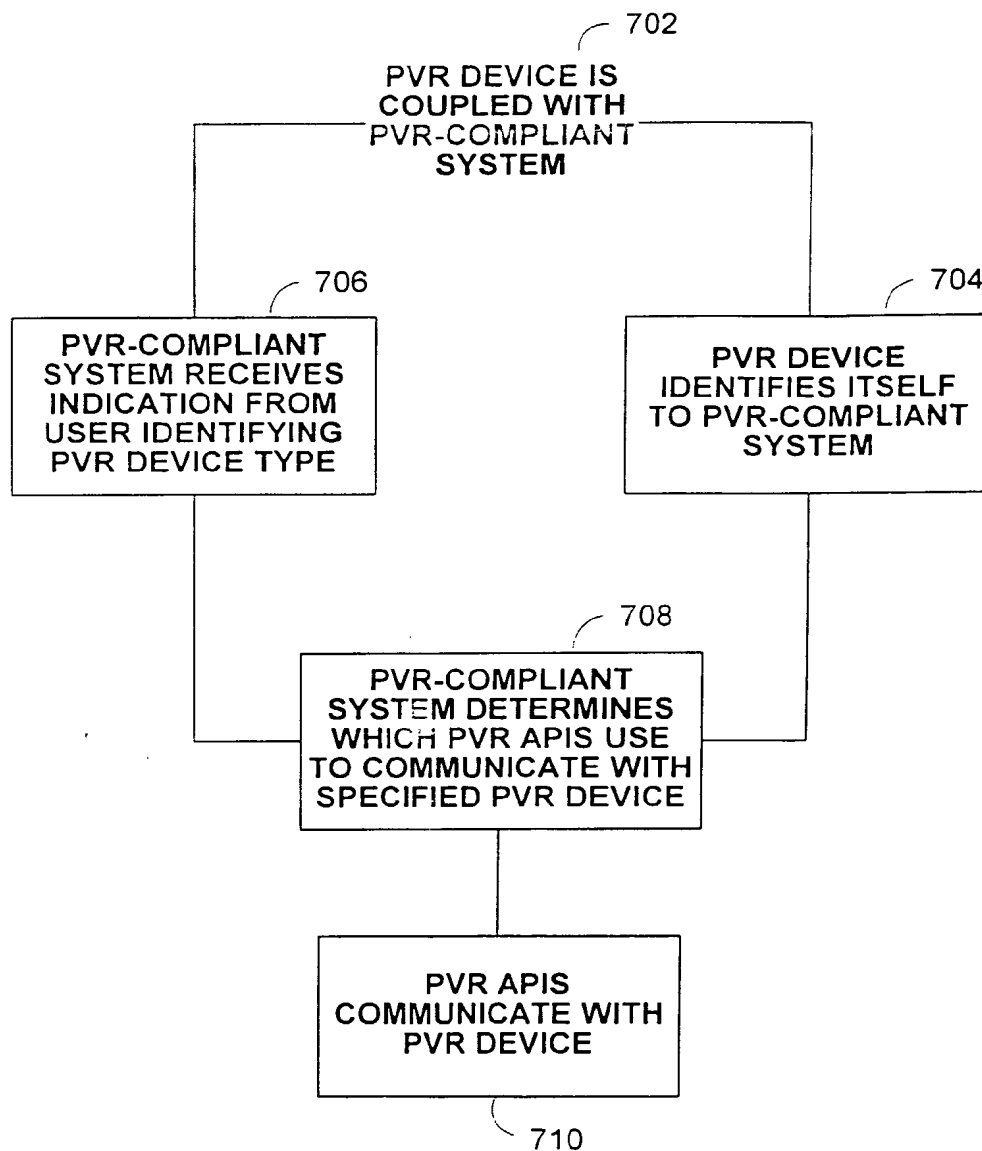 702
PVR DEVICE IS
COUPLED WITH
PVR-COMPLIANT
SYSTEM
706
PVR-COMPLIANT
SYSTEM RECEIVES
INDICATION FROM
USER IDENTIFYING
PVR DEVICE TYPE
704
PVR DEVICE
IDENTIFIES ITSELF
TO PVR-COMPLIANT
SYSTEM
708
PVR-COMPLIANT
SYSTEM DETERMINES
WHICH PVR APIS USE
TO COMMUNICATE WITH
SPECIFIED PVR DEVICE
PVR APIS
COMMUNICATE WITH
PVR DEVICE
710